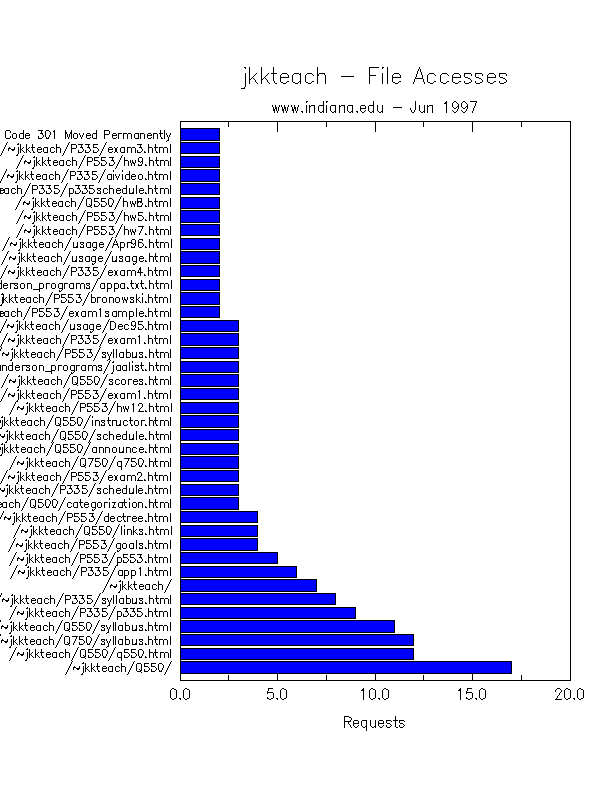 jkkteach – File Accesses
www.indiana.edu – Jun 1997
Code 301 Moved Permanently
/~jkkteach/P335/exam3.html
/~jkkteach/P553/hw9.html
/~jkkteach/P335/aivideo.html
each/P335/p335schedule.html
/~jkkteach/Q550/hw8.html
/~jkkteach/P553/hw5.html
/~jkkteach/P553/hw7.html
/~jkkteach/usage/Apr96.html
/~jkkteach/usage/usage.html
/~jkkteach/P335/exam4.html
derson_programs/appa.txt.html
jkkteach/P553/bronowski.html
each/P553/exam1sample.html
/~jkkteach/usage/Dec95.html
/~jkkteach/P335/exam1.html
/~jkkteach/P553/syllabus.html
anderson_programs/jaalist.html
/~jkkteach/Q550/scores.html
/~jkkteach/P553/exam1.html
/~jkkteach/P553/hw12.html
jkkteach/Q550/instructor.html
~jkkteach/Q550/schedule.html
~jkkteach/Q550/announce.html
/~jkkteach/Q750/q750.html
/~jkkteach/P553/exam2.html
/~jkkteach/P335/schedule.html
each/Q500/categorization.html
/~jkkteach/P553/dectree.html
/~jkkteach/Q550/links.html
/~jkkteach/P553/goals.html
/~jkkteach/P553/p553.html
/~jkkteach/P335/app1.html
/~jkkteach/
/~jkkteach/P335/syllabus.html
/~jkkteach/P335/p335.html
/~jkkteach/Q550/syllabus.html
/~jkkteach/Q750/syllabus.html
/~jkkteach/Q550/q550.html
/~jkkteach/Q550/
0.0 5.0 10.0 15.0 20.0
Requests